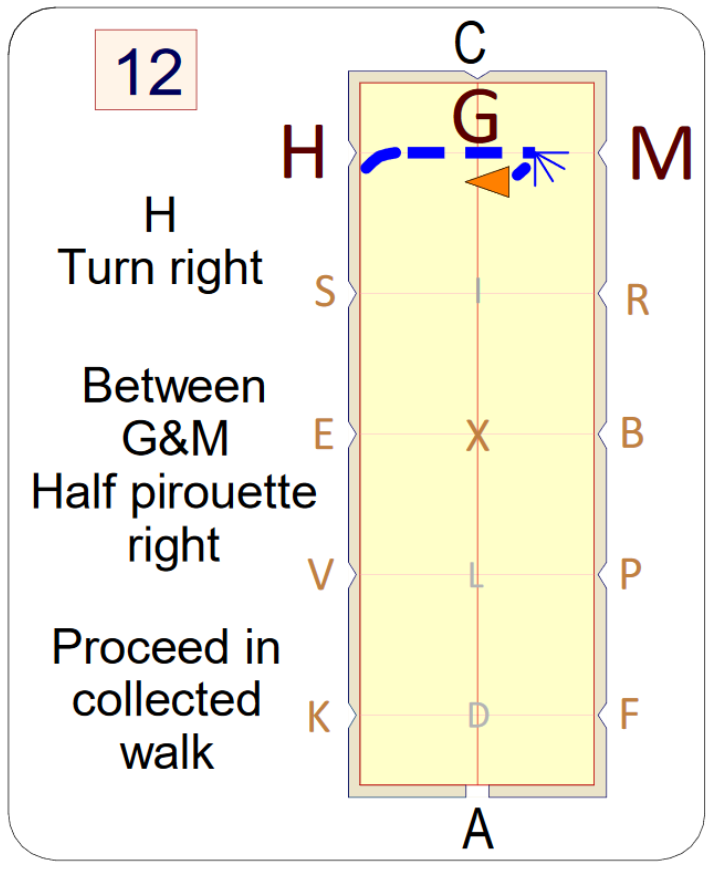 12
C
G
H
M
H
Turn right
S
I
R
Between
G&M
Half pirouette
right
E
X
B
V
L
P
Proceed in
collected
walk
K
D
F
A